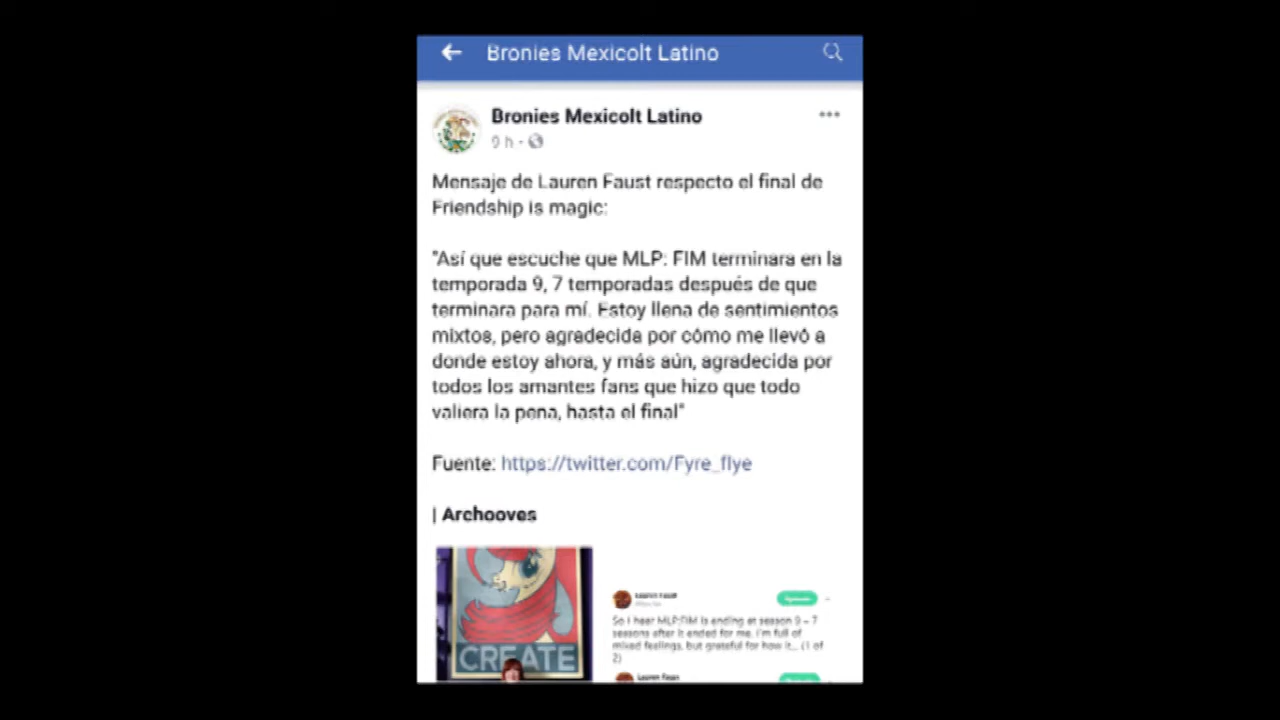 Bronies Mexicolt Latino
Bronies Mexicolt Latino
9 h
Mensaje de Lauren Faust respecto el final de
Friendship is magic:
"Así que escuche que MLP: FIM terminara en la
temporada 9, 7 temporadas después de que
terminara para mí. Estoy llena de sentimientos
mixtos, pero agradecida por cómo me llevó a
donde estoy ahora, y más aún, agradecida por
todos los amantes fans que hizo que todo
valiera la pena, hasta el final"
Fuente: https://twitter.com/Fyre_flye
| Archooves
CREATE
Lauren Faust
So I hear MLP:FIM is ending at season 9 – 7
seasons after it ended for me. I'm full of
mixed feelings, but grateful for how it... (1 of
2)
Lauren Faust